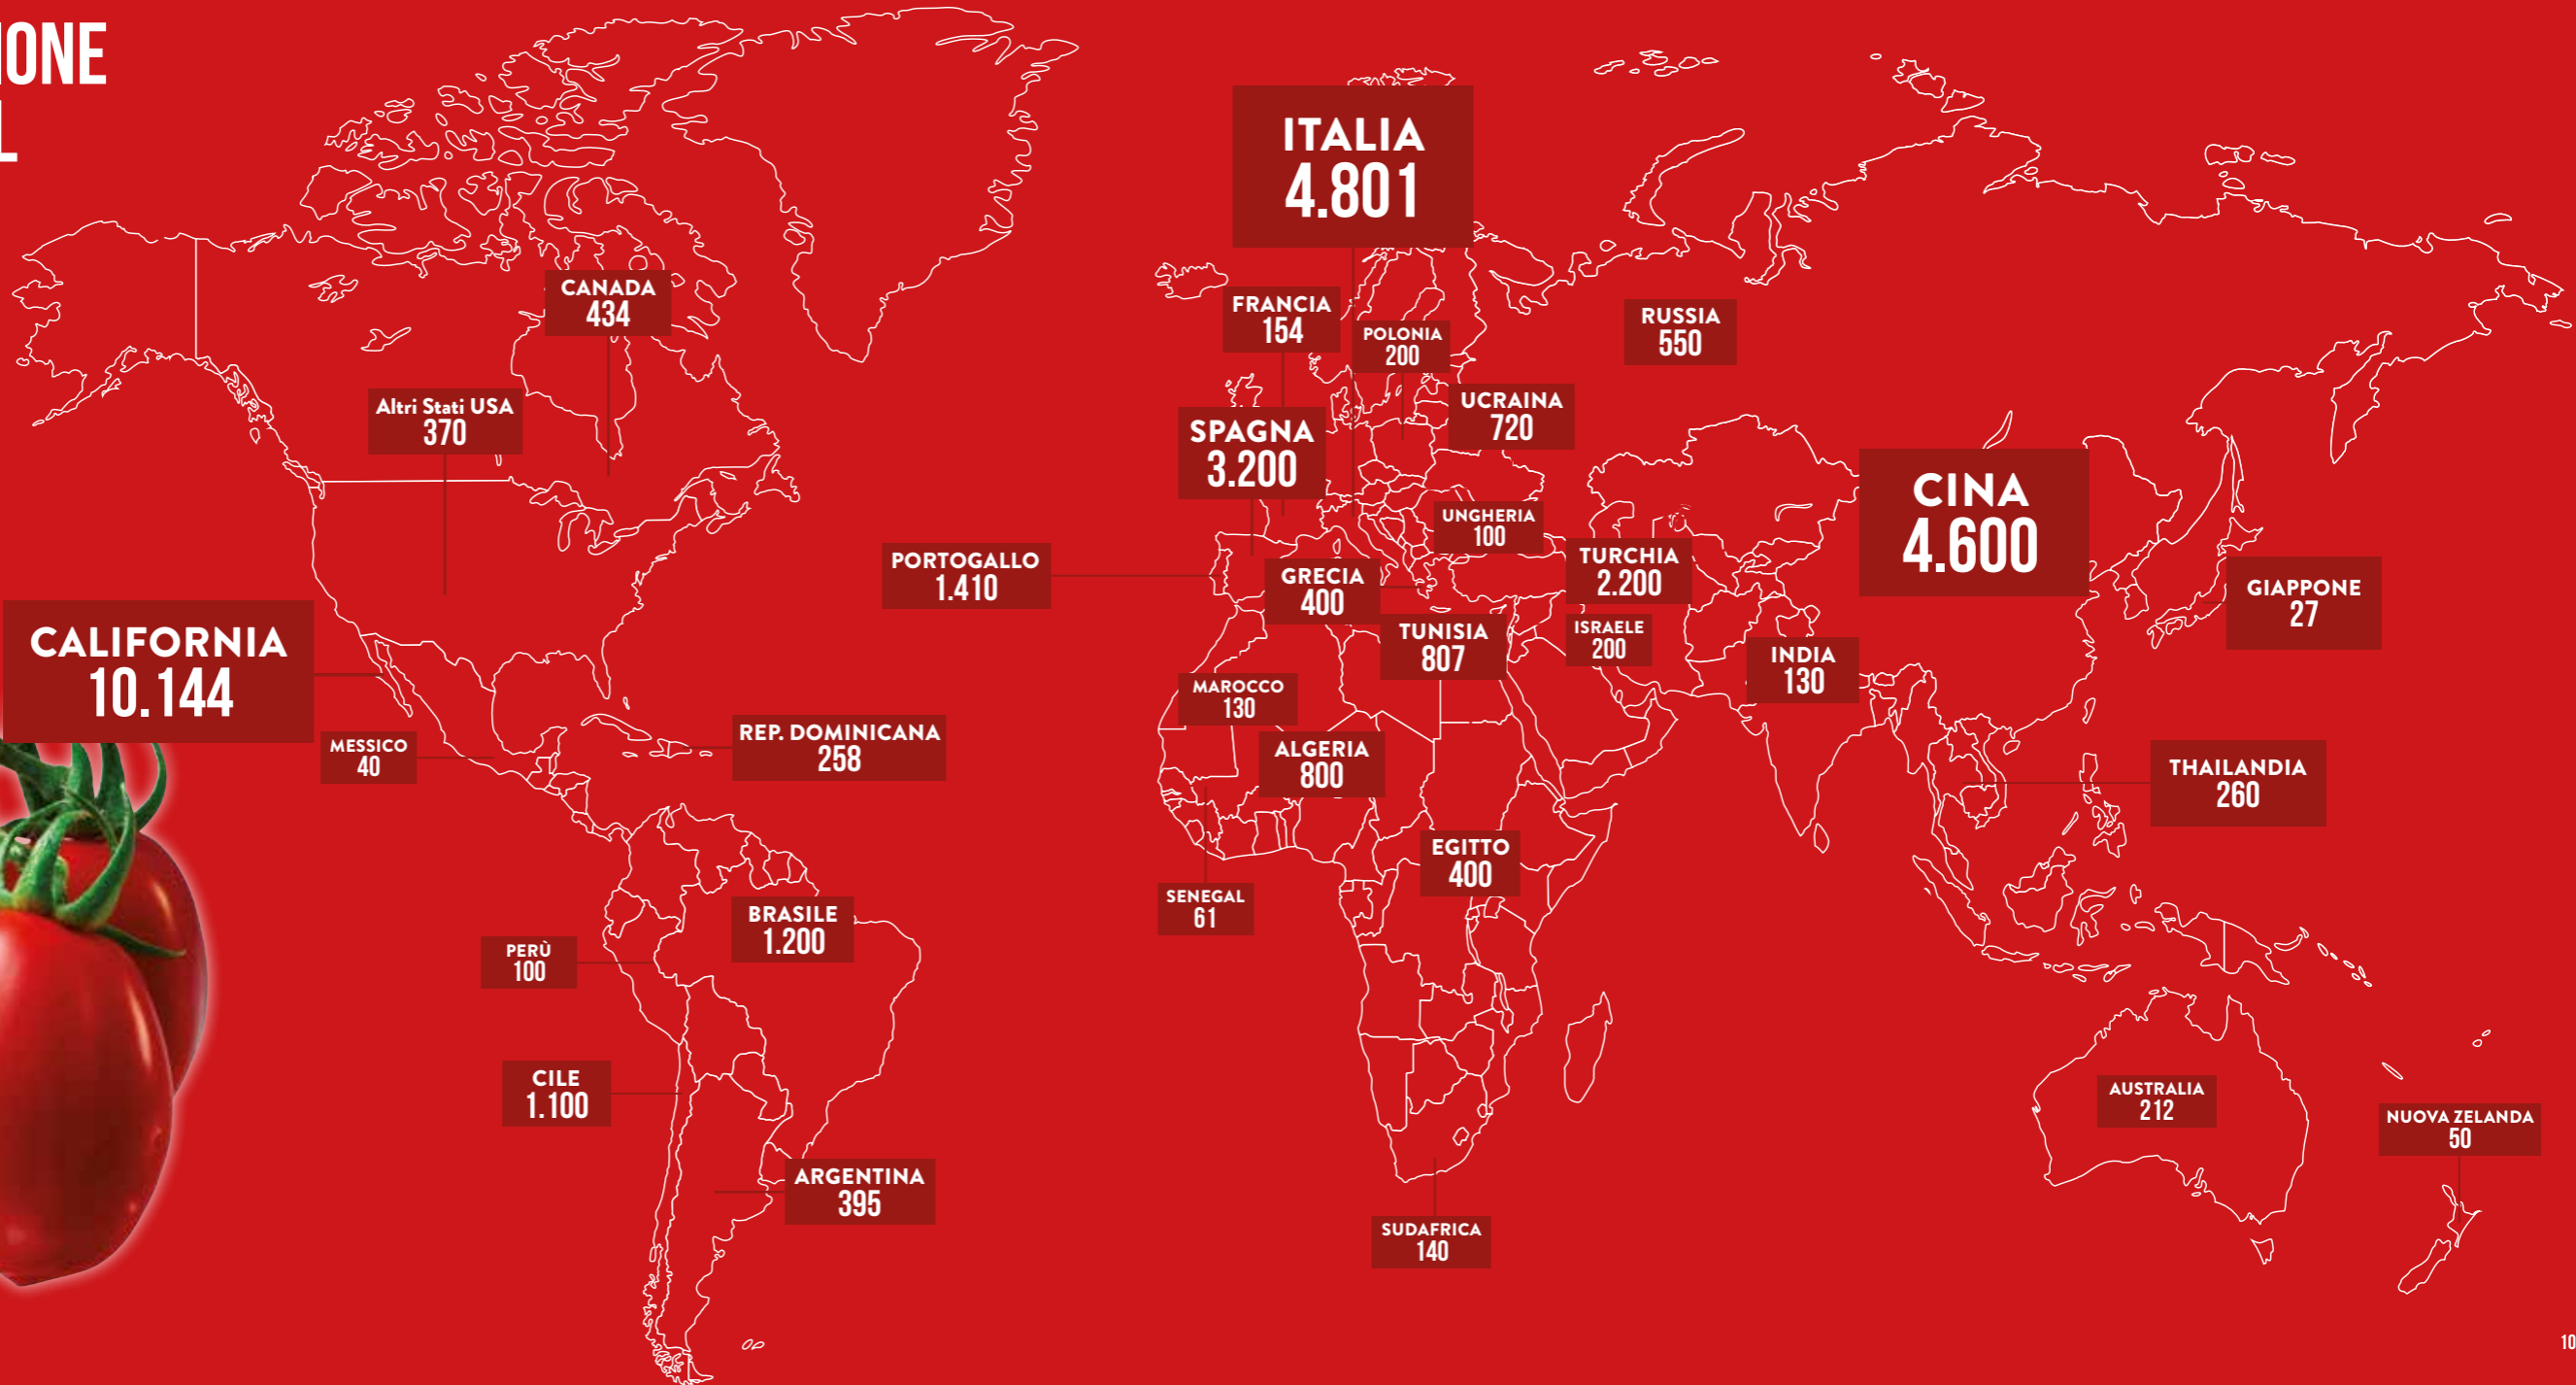 IONE
L
ITALIA
4.801
CANADA
434
FRANCIA
154
POLONIA
200
RUSSIA
550
Altri Stati USA
370
UCRAINA
720
SPAGNA
3.200
CINA
4.600
UNGHERIA
100
PORTOGALLO
1.410
GRECIA
400
TURCHIA
2.200
GIAPPONE
27
CALIFORNIA
10.144
TUNISIA
807
ISRAELE
200
INDIA
130
MAROCCO
130
MESSICO
40
REP. DOMINICANA
258
ALGERIA
800
THAILANDIA
260
EGITTO
400
SENEGAL
61
BRASILE
1.200
PERÙ
100
CILE
1.100
AUSTRALIA
212
NUOVA ZELANDA
50
ARGENTINA
395
SUDAFRICA
140
10